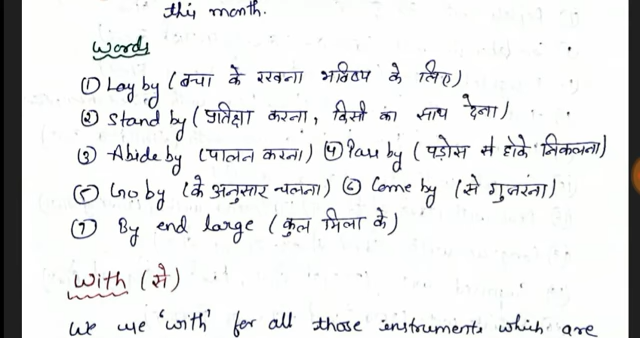 this month.
Words
① Lay by (बचा के रखना भविष्य के लिए)
② Stand by (प्रतिक्षा करना, किसी का साथ देना)
③ Abide by (पालन करना) ④ Pass by (पड़ोस से होके निकलना)
⑤ Go by (के अनुसार चलना) ⑥ Come by (से गुजरना)
⑦ By end large (कुल मिला के)
With (से)
We use 'with' for all those instruments which are